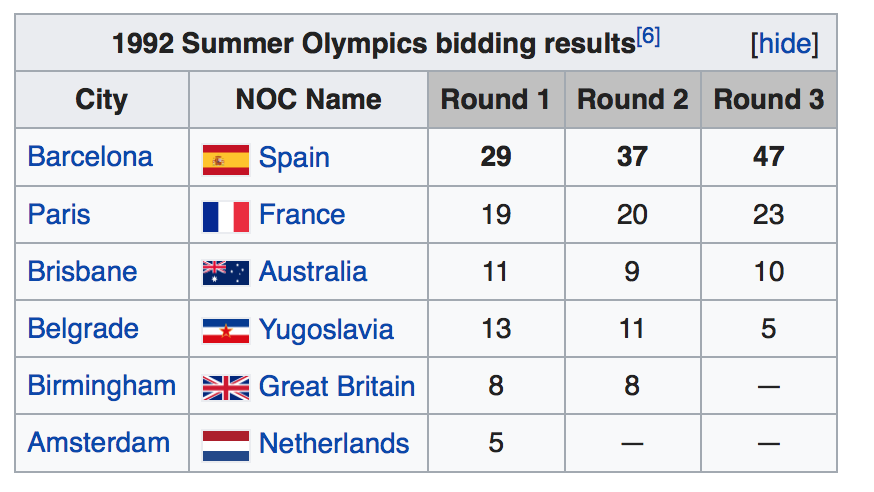 1992 Summer Olympics bidding results[6] [hide]
City NOC Name Round 1 Round 2 Round 3
Barcelona Spain 29 37 47
Paris France 19 20 23
Brisbane Australia 11 9 10
Belgrade Yugoslavia 13 11 5
Birmingham Great Britain 8 8 —
Amsterdam Netherlands 5 — —